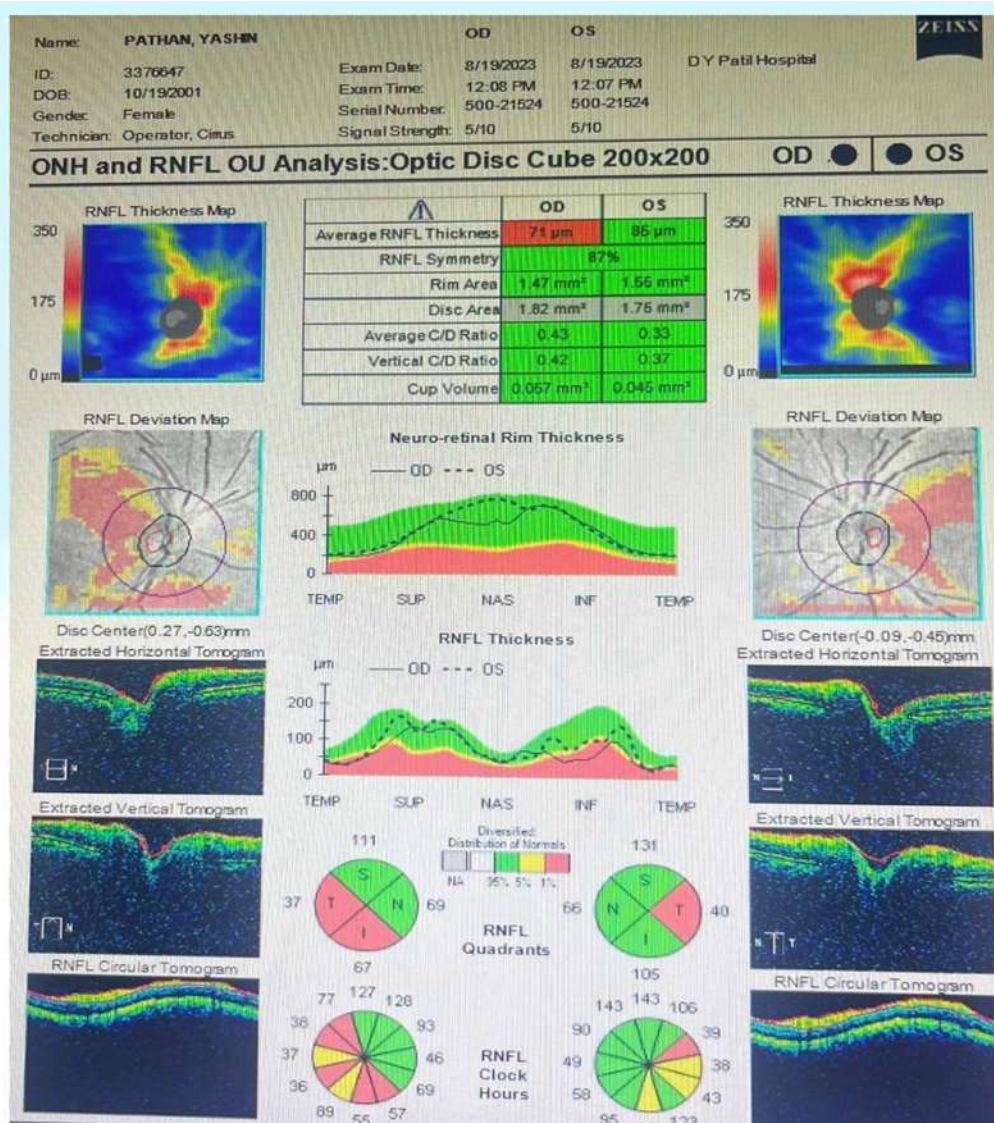 ZEISS
Name: PATHAN, YASHIN OD OS
ID: 3376647 Exam Date: 8/19/2023 8/19/2023 D Y Patil Hospital
DOB: 10/19/2001 Exam Time: 12:08 PM 12:07 PM
Gender: Female Serial Number: 500-21524 500-21524
Technician: Operator, Cirrus Signal Strength: 5/10 5/10
ONH and RNFL OU Analysis:Optic Disc Cube 200x200 OD OS
RNFL Thickness Map
350
175
0 µm
OD OS
Average RNFL Thickness 71 µm 86 µm
RNFL Symmetry 87%
Rim Area 1.47 mm² 1.55 mm²
Disc Area 1.82 mm² 1.75 mm²
Average C/D Ratio 0.43 0.33
Vertical C/D Ratio 0.42 0.37
Cup Volume 0.057 mm³ 0.045 mm³
RNFL Thickness Map
350
175
0 µm
RNFL Deviation Map
Disc Center(0.27,-0.63)mm
Neuro-retinal Rim Thickness
µm OD OS
800
400
0
TEMP SUP NAS INF TEMP
RNFL Deviation Map
Disc Center(-0.09,-0.45)mm
Extracted Horizontal Tomogram
RNFL Thickness
µm OD OS
200
100
0
TEMP SUP NAS INF TEMP
Extracted Horizontal Tomogram
Extracted Vertical Tomogram
Extracted Vertical Tomogram
Diversified:
Distribution of Normals
NA 95% 5% 1%
111
37 T S N I 69
67
RNFL
Quadrants
131
66 N S T I 40
105
RNFL Circular Tomogram
RNFL Circular Tomogram
77 127 128
38 93
37 46
36 69
89 55 57
RNFL
Clock
Hours
143 143 106
90 39
49 38
58 43
95 123